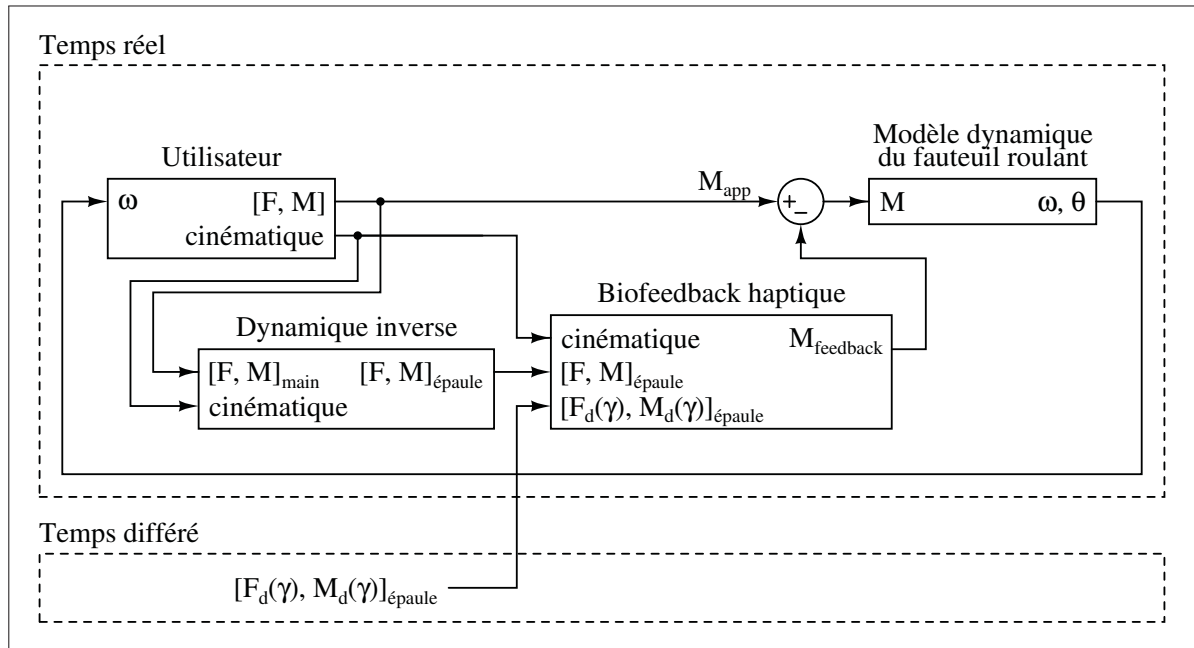 Temps réel
Modèle dynamique
du fauteuil roulant
Utilisateur
ω
[F, M]
cinématique
M_app
+
−
M
ω, θ
Dynamique inverse
[F, M]_main
[F, M]_épaule
cinématique
Biofeedback haptique
cinématique
M_feedback
[F, M]_épaule
[F_d(γ), M_d(γ)]_épaule
Temps différé
[F_d(γ), M_d(γ)]_épaule